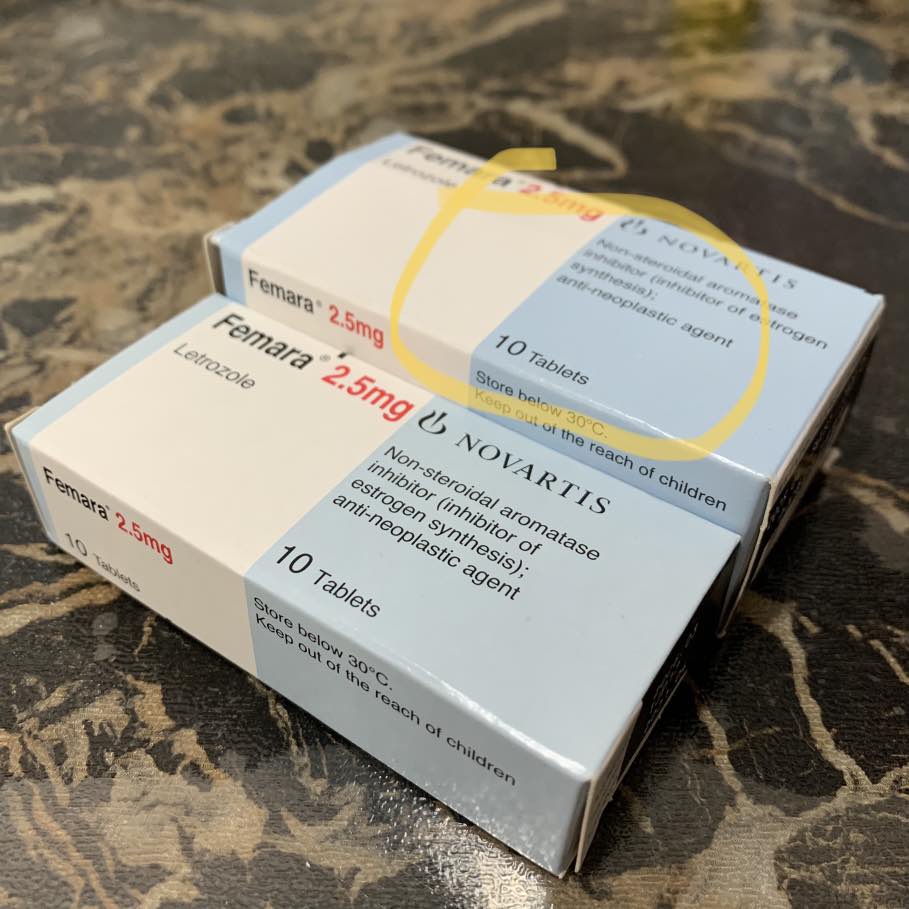 Femara® 2.5mg
Letrozole
NOVARTIS
Non-steroidal aromatase
inhibitor (inhibitor of estrogen
synthesis);
anti-neoplastic agent
10 Tablets
Femara® 2.5mg
Store below 30°C.
Keep out of the reach of children
Femara® 2.5mg
Letrozole
NOVARTIS
Non-steroidal aromatase
inhibitor (inhibitor of
estrogen synthesis);
anti-neoplastic agent
10 Tablets
Femara® 2.5mg
10 Tablets
Store below 30°C.
Keep out of the reach of children